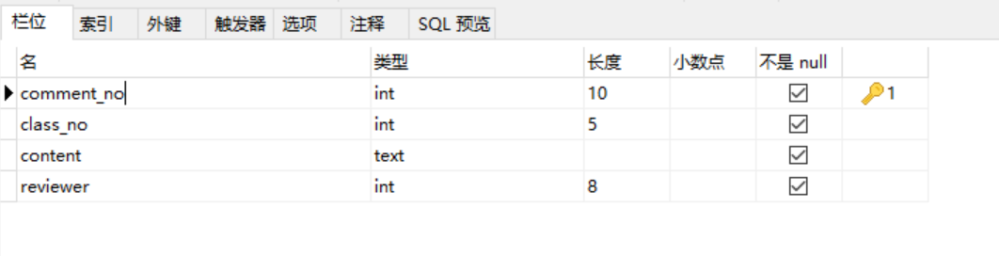 栏位 索引 外键 触发器 选项 注释 SQL 预览
名 类型 长度 小数点 不是 null
comment_no int 10 1
class_no int 5
content text
reviewer int 8